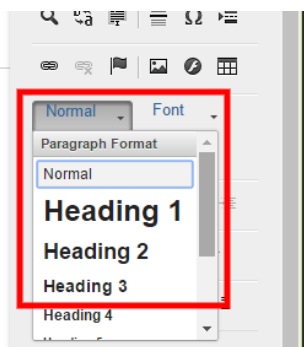 Normal Font
Paragraph Format
Normal
Heading 1
Heading 2
Heading 3
Heading 4